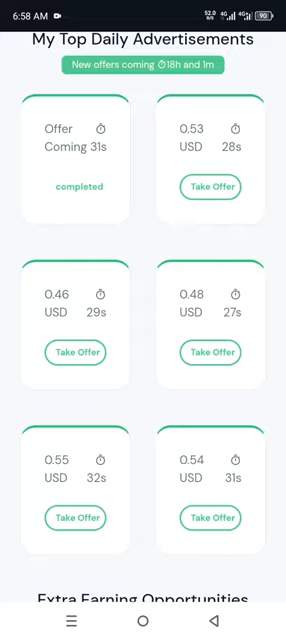 6:58 AM
52.0 B/S 4G 4G 90
My Top Daily Advertisements
New offers coming ⏱18h and 1m
Offer ⏱
Coming 31s
completed
0.53 ⏱
USD 28s
Take Offer
0.46 ⏱
USD 29s
Take Offer
0.48 ⏱
USD 27s
Take Offer
0.55 ⏱
USD 32s
Take Offer
0.54 ⏱
USD 31s
Take Offer
Extra Earning Opportunities